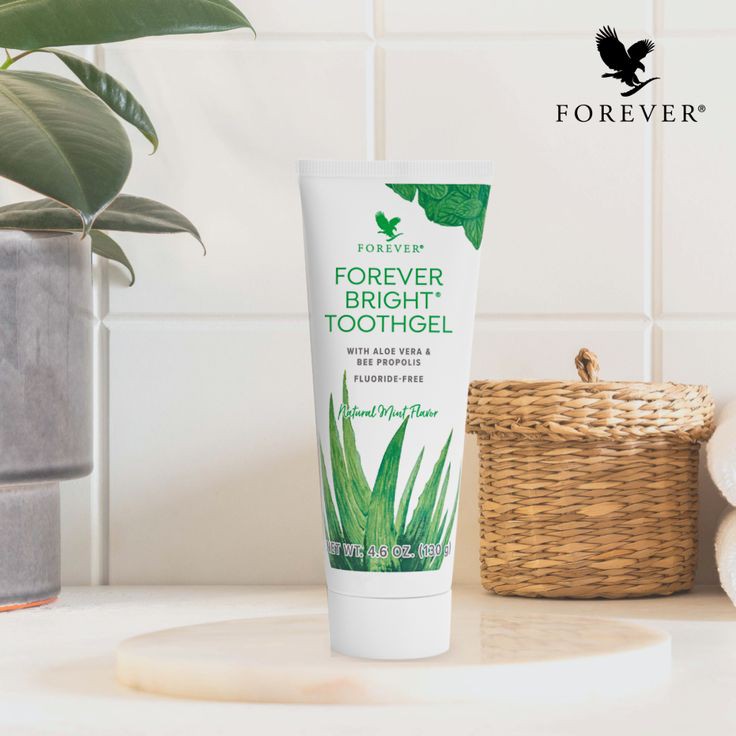 FOREVER®
FOREVER®
FOREVER
BRIGHT®
TOOTHGEL
WITH ALOE VERA &
BEE PROPOLIS
FLUORIDE-FREE
Natural Mint Flavor
NET WT. 4.6 OZ. (130 g)